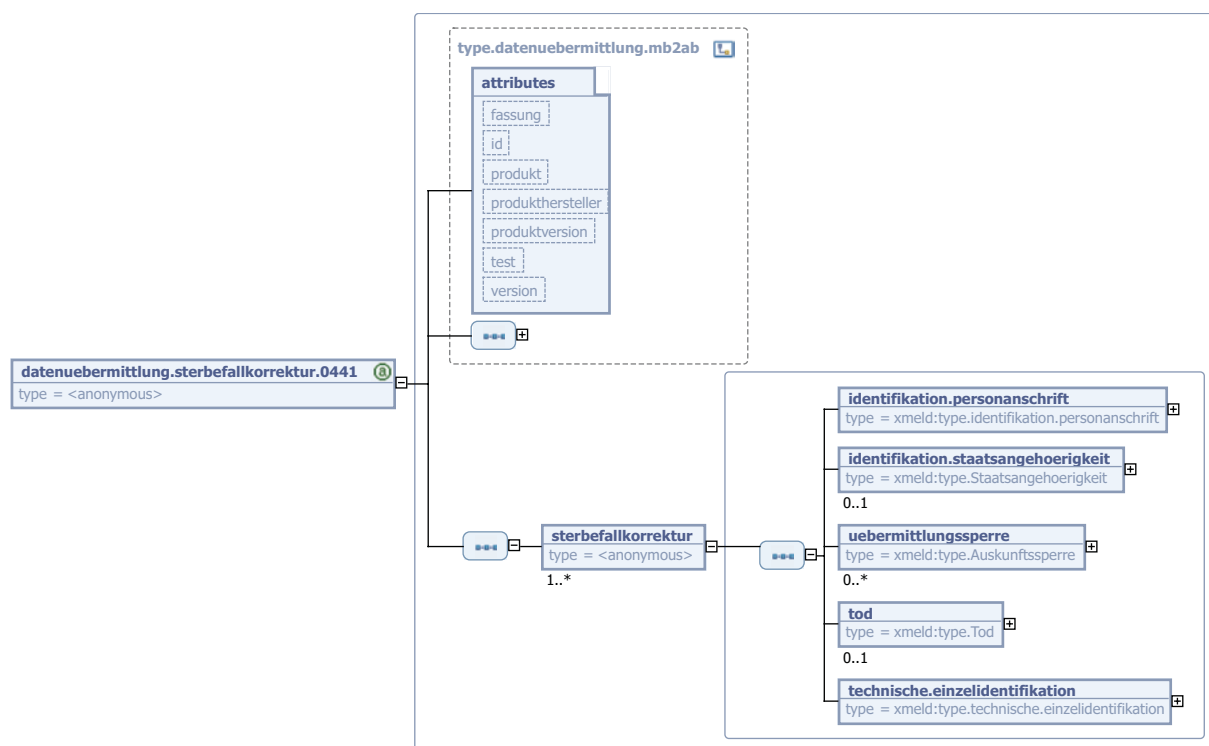 type.datenuebermittlung.mb2ab
attributes
fassung
id
produkt
produkthersteller
produktversion
test
version
datenuebermittlung.sterbefallkorrektur.0441 a
type = <anonymous>
sterbefallkorrektur
type = <anonymous>
1..*
identifikation.personanschrift
type = xmeld:type.identifikation.personanschrift
identifikation.staatsangehoerigkeit
type = xmeld:type.Staatsangehoerigkeit
0..1
uebermittlungssperre
type = xmeld:type.Auskunftssperre
0..*
tod
type = xmeld:type.Tod
0..1
technische.einzelidentifikation
type = xmeld:type.technische.einzelidentifikation